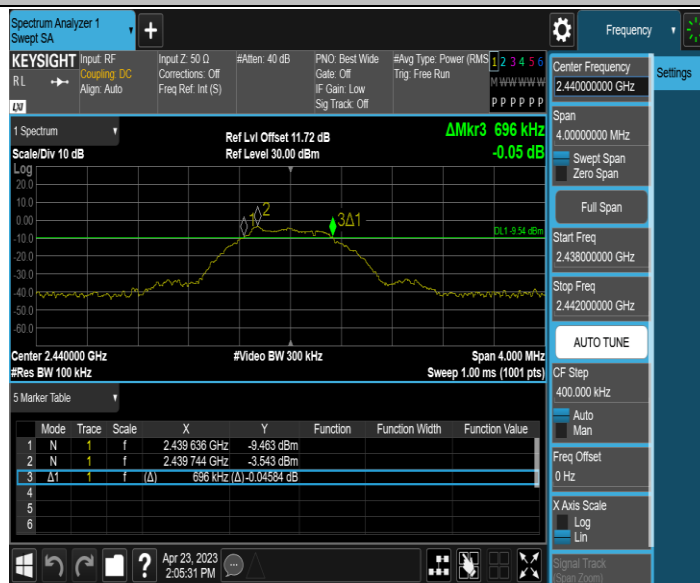 Spectrum Analyzer 1
Swept SA
+
Frequency
KEYSIGHT
RL
LXI
Input: RF
Coupling: DC
Align: Auto
Input Z: 50 Ω
Corrections: Off
Freq Ref: Int (S)
#Atten: 40 dB
PNO: Best Wide
Gate: Off
IF Gain: Low
Sig Track: Off
#Avg Type: Power (RMS
Trig: Free Run
1 2 3 4 5 6
M W W W W W
P P P P P P
Center Frequency
2.440000000 GHz
Settings
1 Spectrum
Ref Lvl Offset 11.72 dB
ΔMkr3 696 kHz
Scale/Div 10 dB
Ref Level 30.00 dBm
-0.05 dB
Log
20.0
10.0
0.00
-10.0
-20.0
-30.0
-40.0
-50.0
-60.0
1
2
3Δ1
DL1 -9.54 dBm
Center 2.440000 GHz
#Video BW 300 kHz
Span 4.000 MHz
#Res BW 100 kHz
Sweep 1.00 ms (1001 pts)
Span
4.00000000 MHz
Swept Span
Zero Span
Full Span
Start Freq
2.438000000 GHz
Stop Freq
2.442000000 GHz
AUTO TUNE
CF Step
400.000 kHz
Auto
Man
Freq Offset
0 Hz
X Axis Scale
Log
Lin
Signal Track
(Span Zoom)
5 Marker Table
Mode Trace Scale X Y Function Function Width Function Value
1 N 1 f 2.439 636 GHz -9.463 dBm
2 N 1 f 2.439 744 GHz -3.543 dBm
3 Δ1 1 f (Δ) 696 kHz (Δ) -0.04584 dB
4
5
6
?
Apr 23, 2023
2:05:31 PM